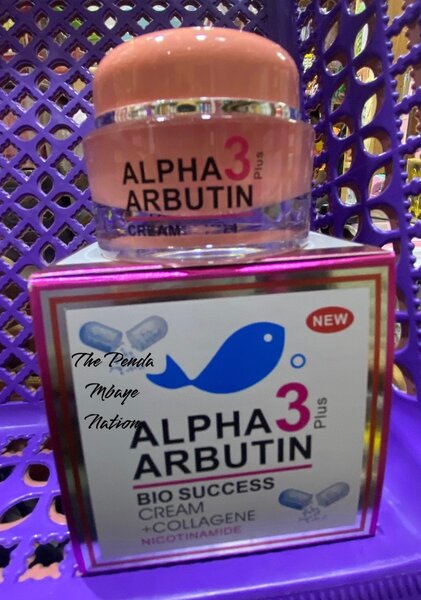 ALPHA 3 Plus
ARBUTIN
CREAM
NEW
The Penda
Mbaye
Nation
ALPHA 3 Plus
ARBUTIN
BIO SUCCESS
CREAM
+COLLAGENE
NICOTINAMIDE